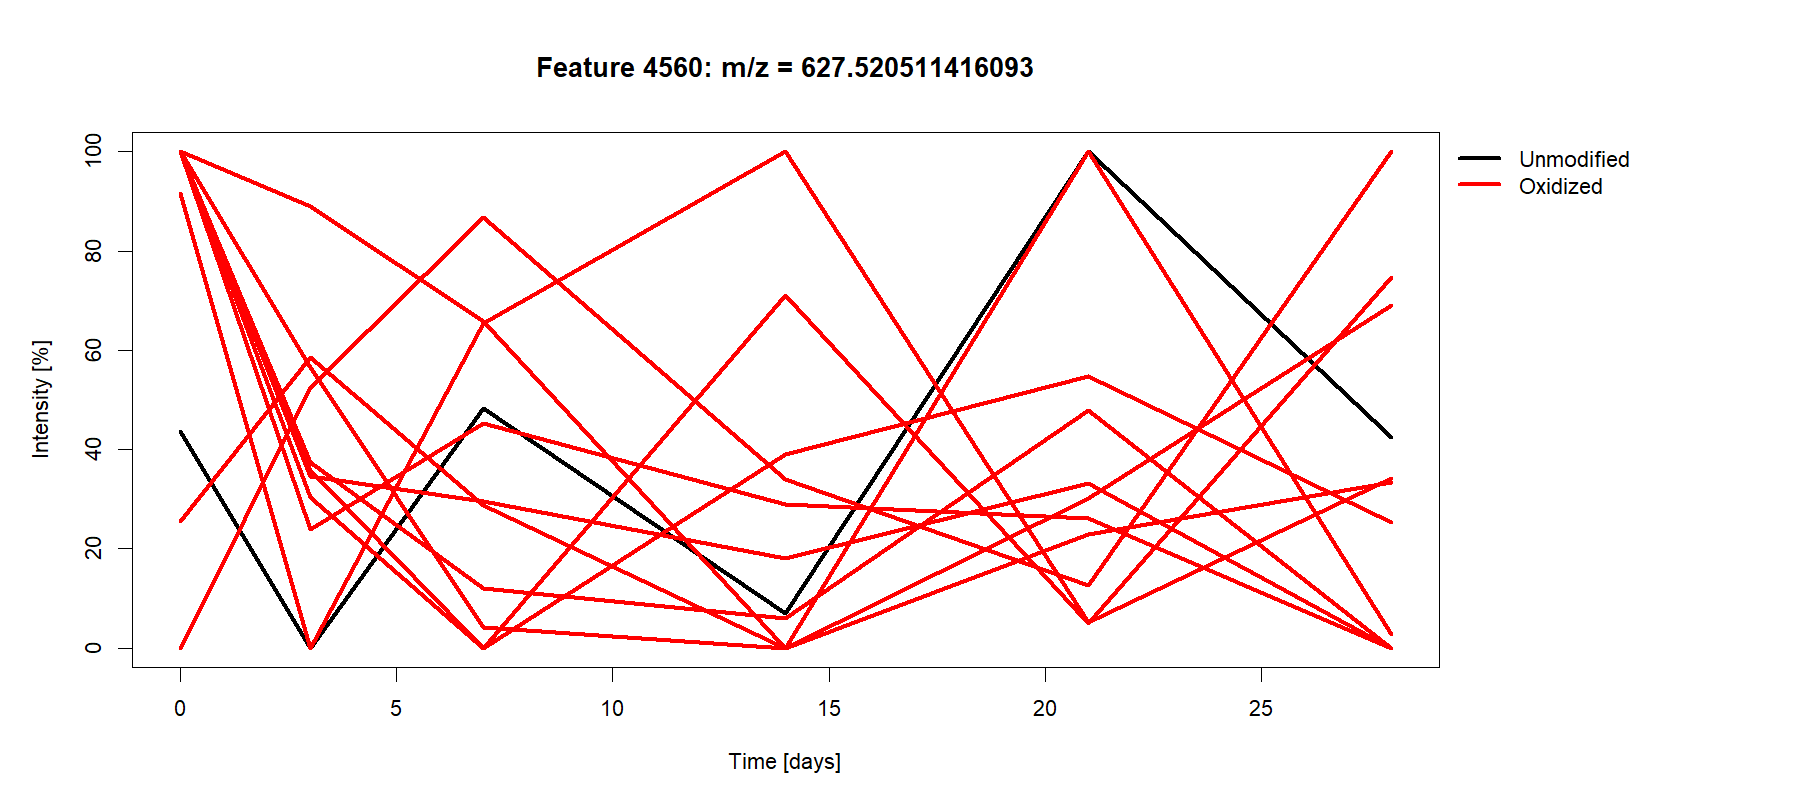 Feature 4560: m/z = 627.520511416093
Unmodified
Oxidized
Intensity [%]
100
80
60
40
20
0
0 5 10 15 20 25
Time [days]